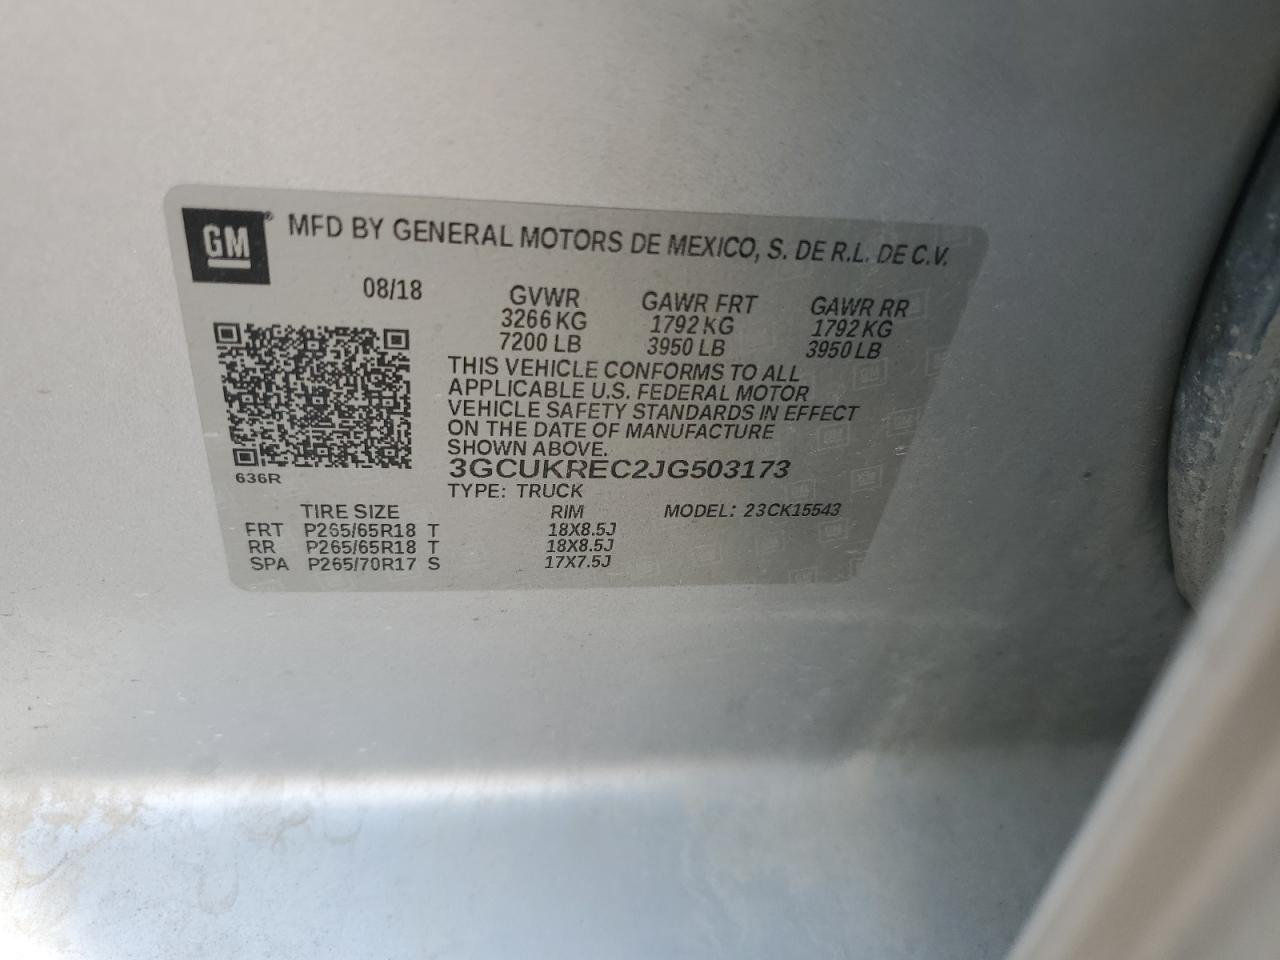 GM® MFD BY GENERAL MOTORS DE MEXICO, S. DE R.L. DE C.V.
08/18 GVWR GAWR FRT GAWR RR
3266 KG 1792 KG 1792 KG
7200 LB 3950 LB 3950 LB
THIS VEHICLE CONFORMS TO ALL
APPLICABLE U.S. FEDERAL MOTOR
VEHICLE SAFETY STANDARDS IN EFFECT
ON THE DATE OF MANUFACTURE
SHOWN ABOVE.
3GCUKREC2JG503173
636R
TYPE: TRUCK
TIRE SIZE RIM MODEL: 23CK15543
FRT P265/65R18 T 18X8.5J
RR P265/65R18 T 18X8.5J
SPA P265/70R17 S 17X7.5J